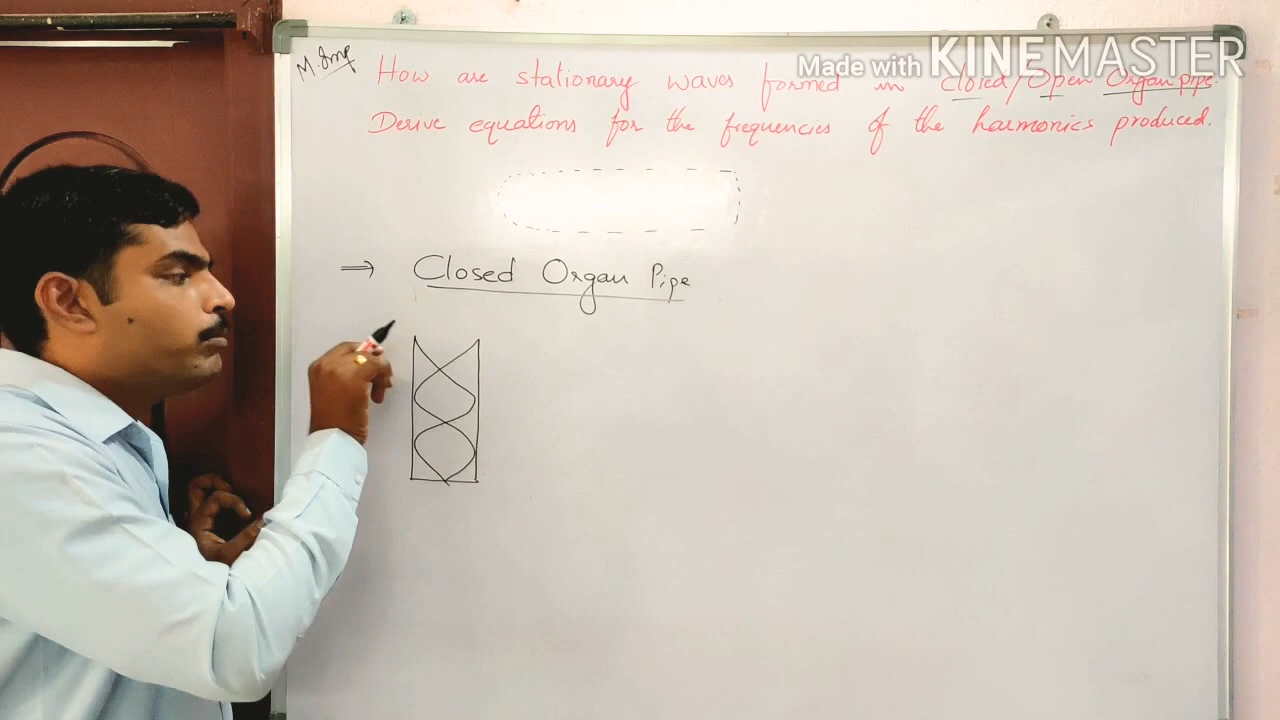 Made with KINEMASTER
M.Imp
How are stationary waves formed in closed/Open Organ pipe.
Derive equations for the frequencies of the harmonics produced.
⇒ Closed Organ Pipe